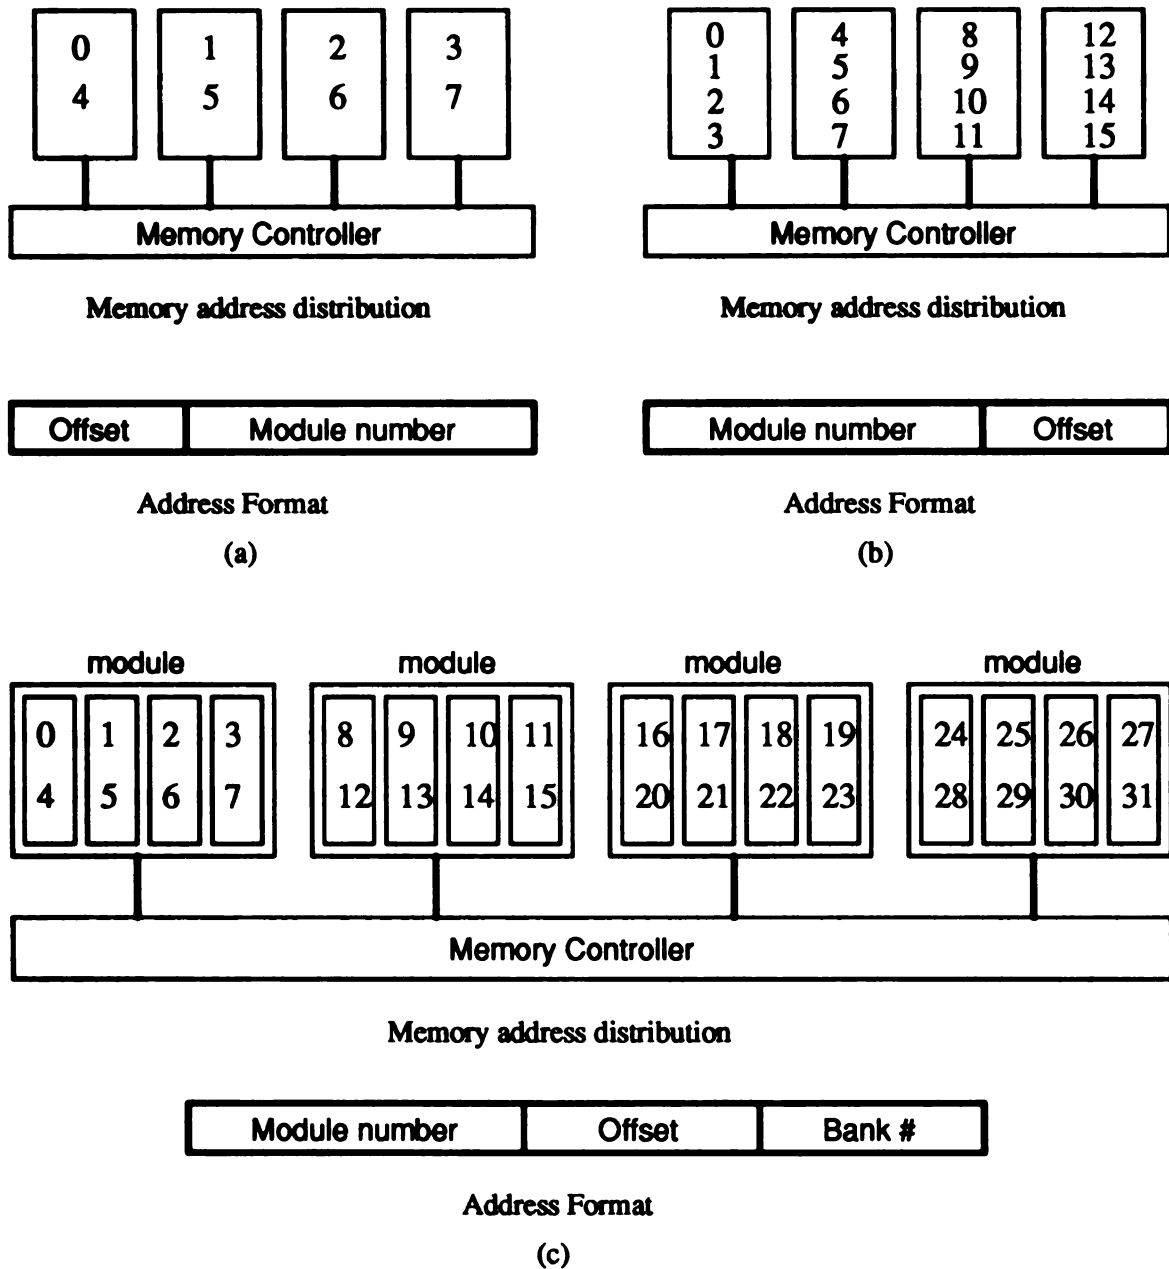 0 1 2 3
4 5 6 7
Memory Controller
Memory address distribution
Offset Module number
Address Format
(a)
0 4 8 12
1 5 9 13
2 6 10 14
3 7 11 15
Memory Controller
Memory address distribution
Module number Offset
Address Format
(b)
module module module module
0 1 2 3 8 9 10 11 16 17 18 19 24 25 26 27
4 5 6 7 12 13 14 15 20 21 22 23 28 29 30 31
Memory Controller
Memory address distribution
Module number Offset Bank #
Address Format
(c)